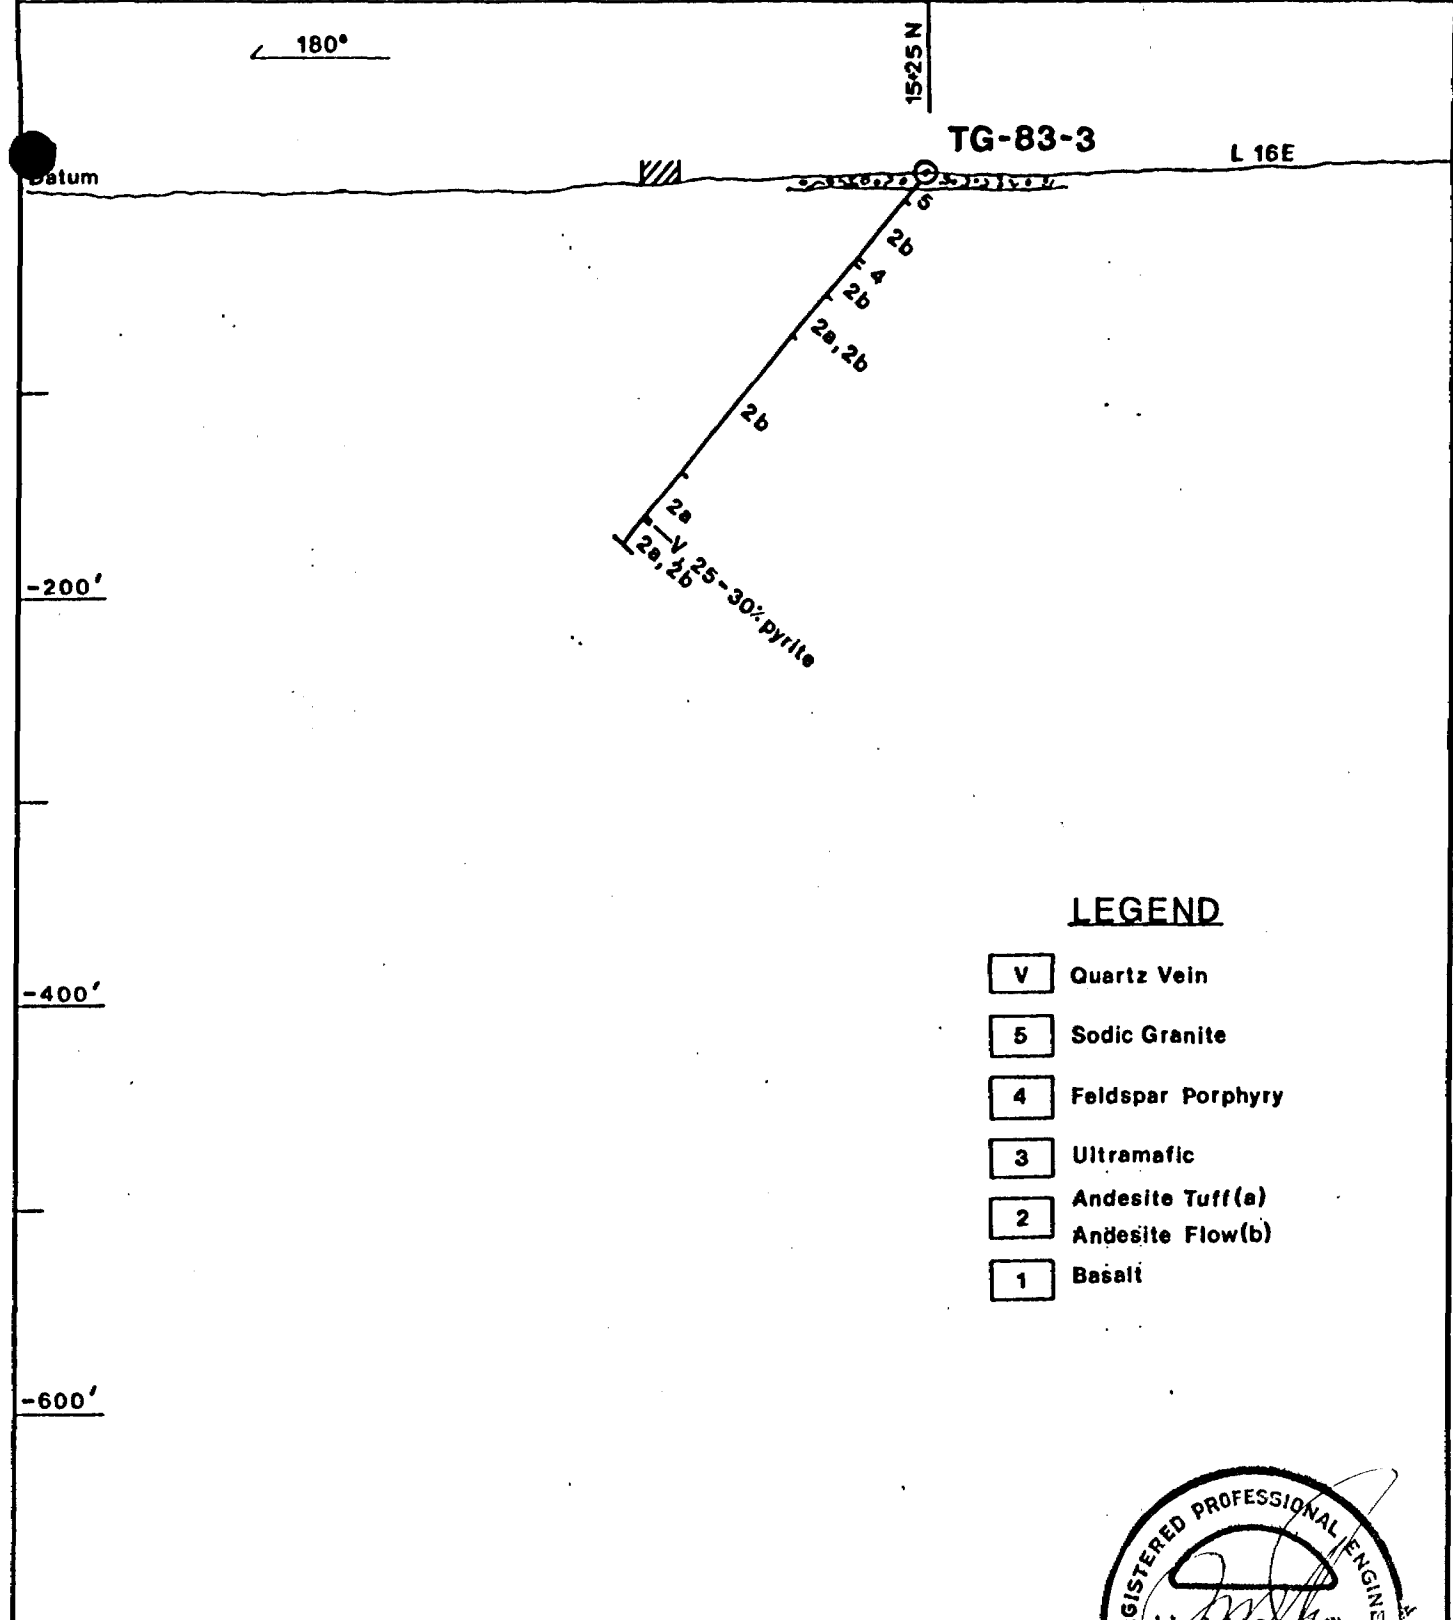 180°
15+25 N
TG-83-3
L 16E
Datum
5
2b
4
2b
2a, 2b
2b
2a
V, 25-30% pyrite
2a, 2b
-200'
-400'
-600'
LEGEND
V Quartz Vein
5 Sodic Granite
4 Feldspar Porphyry
3 Ultramafic
2 Andesite Tuff(a)
Andesite Flow(b)
1 Basalt
PROFESSIONAL